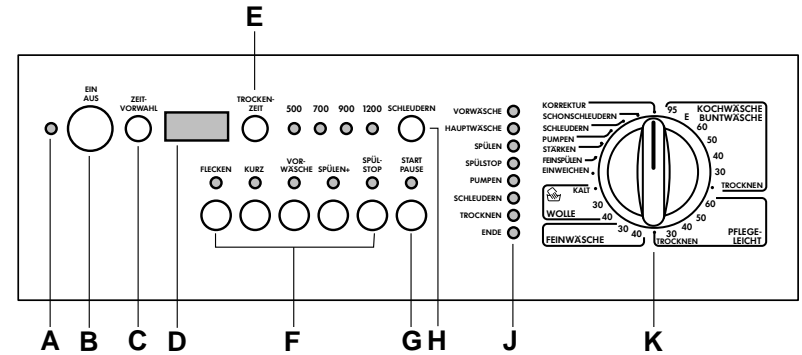 E
EIN
AUS
ZEIT-
VORWAHL
TROCKEN-
ZEIT
500 700 900 1200 SCHLEUDERN
FLECKEN
KURZ
VOR-
WÄSCHE
SPÜLEN+
SPÜL-
STOP
START
PAUSE
VORWÄSCHE
HAUPTWÄSCHE
SPÜLEN
SPÜLSTOP
PUMPEN
SCHLEUDERN
TROCKNEN
ENDE
KORREKTUR
SCHONSCHLEUDERN
SCHLEUDERN
PUMPEN
STÄRKEN
FEINSPÜLEN
EINWEICHEN
KALT
30
WOLLE
40
FEINWÄSCHE
30
40
95
E
KOCHWÄSCHE
BUNTWÄSCHE
60
50
40
30
TROCKNEN
60
50
40
30
PFLEGE-
LEICHT
TROCKNEN
A B C D F G H J K